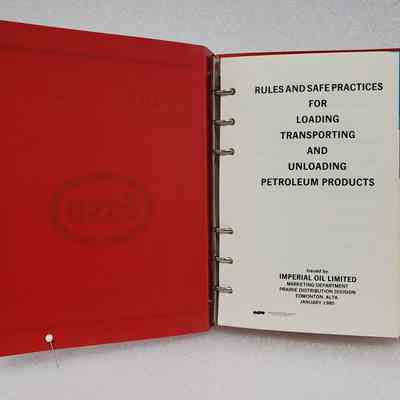 RULES AND SAFE PRACTICES
FOR
LOADING
TRANSPORTING
AND
UNLOADING
PETROLEUM PRODUCTS
Issued by
IMPERIAL OIL LIMITED
MARKETING DEPARTMENT
PRAIRIE DISTRIBUTION DIVISION
EDMONTON, ALTA
JANUARY 1985